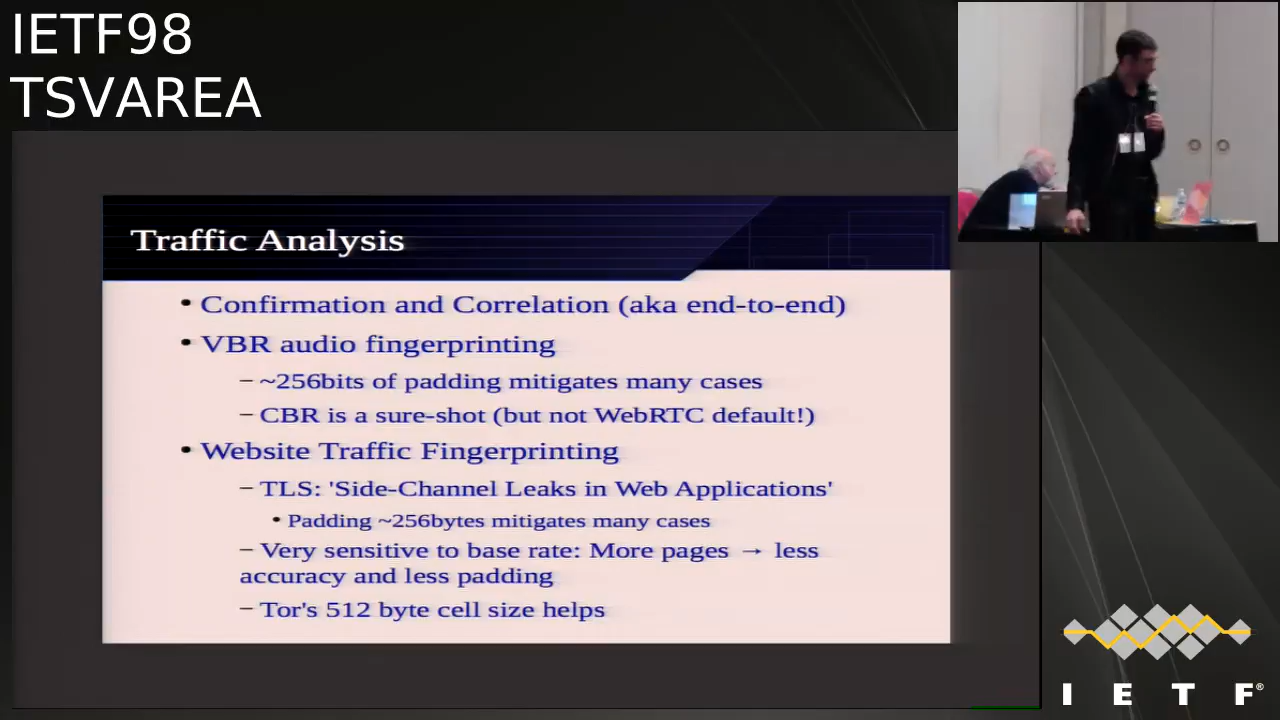 IETF98
TSVAREA
Traffic Analysis
• Confirmation and Correlation (aka end-to-end)
• VBR audio fingerprinting
– ~256bits of padding mitigates many cases
– CBR is a sure-shot (but not WebRTC default!)
• Website Traffic Fingerprinting
– TLS: 'Side-Channel Leaks in Web Applications'
• Padding ~256bytes mitigates many cases
– Very sensitive to base rate: More pages → less
accuracy and less padding
– Tor's 512 byte cell size helps
I E T F®